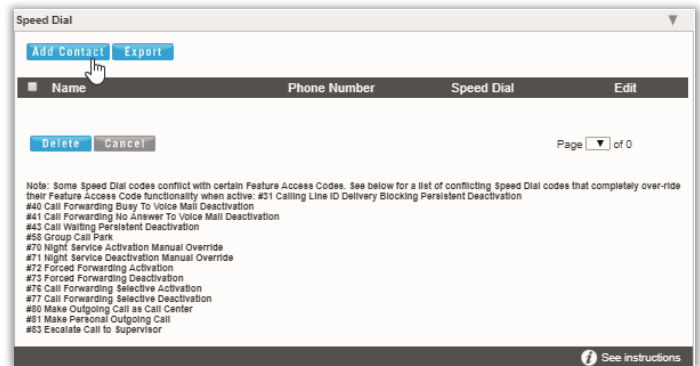 Speed Dial
Add Contact Export
Name Phone Number Speed Dial Edit
Delete Cancel Page of 0
Note: Some Speed Dial codes conflict with certain Feature Access Codes. See below for a list of conflicting Speed Dial codes that completely over-ride
their Feature Access Code functionality when active: #31 Calling Line ID Delivery Blocking Persistent Deactivation
#40 Call Forwarding Busy To Voice Mail Deactivation
#41 Call Forwarding No Answer To Voice Mail Deactivation
#43 Call Waiting Persistent Deactivation
#58 Group Call Park
#70 Night Service Activation Manual Override
#71 Night Service Deactivation Manual Override
#72 Forced Forwarding Activation
#73 Forced Forwarding Deactivation
#76 Call Forwarding Selective Activation
#77 Call Forwarding Selective Deactivation
#80 Make Outgoing Call as Call Center
#81 Make Personal Outgoing Call
#83 Escalate Call to Supervisor
See instructions